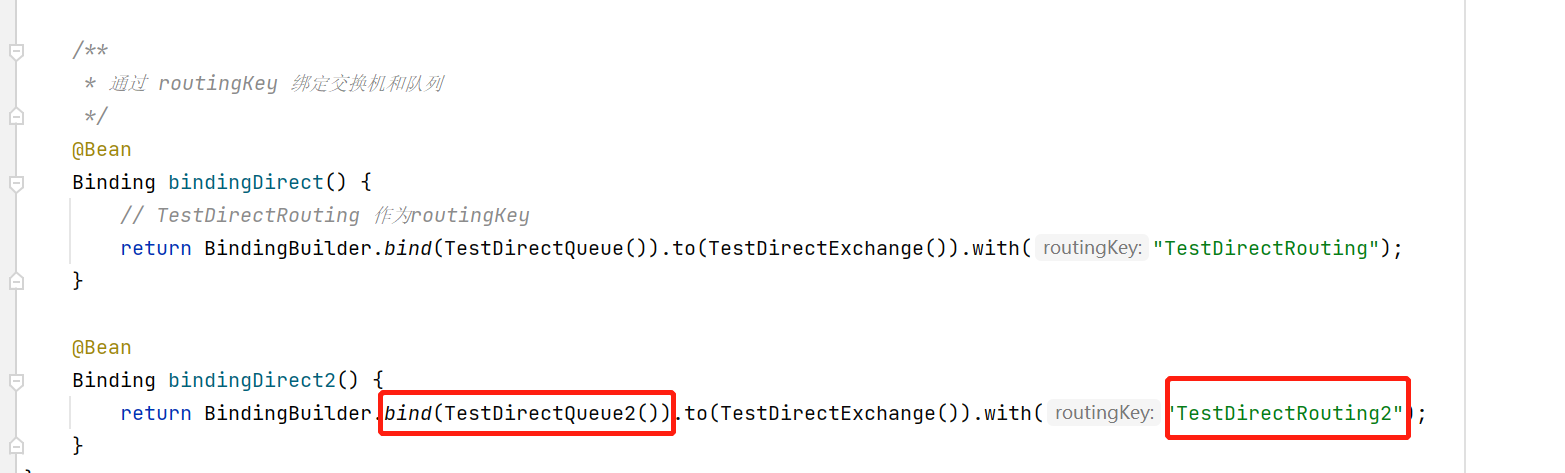 /**
* 通过 routingKey 绑定交换机和队列
*/
@Bean
Binding bindingDirect() {
// TestDirectRouting 作为routingKey
return BindingBuilder.bind(TestDirectQueue()).to(TestDirectExchange()).with( routingKey: "TestDirectRouting");
}
@Bean
Binding bindingDirect2() {
return BindingBuilder.bind(TestDirectQueue2()).to(TestDirectExchange()).with( routingKey: "TestDirectRouting2");
}